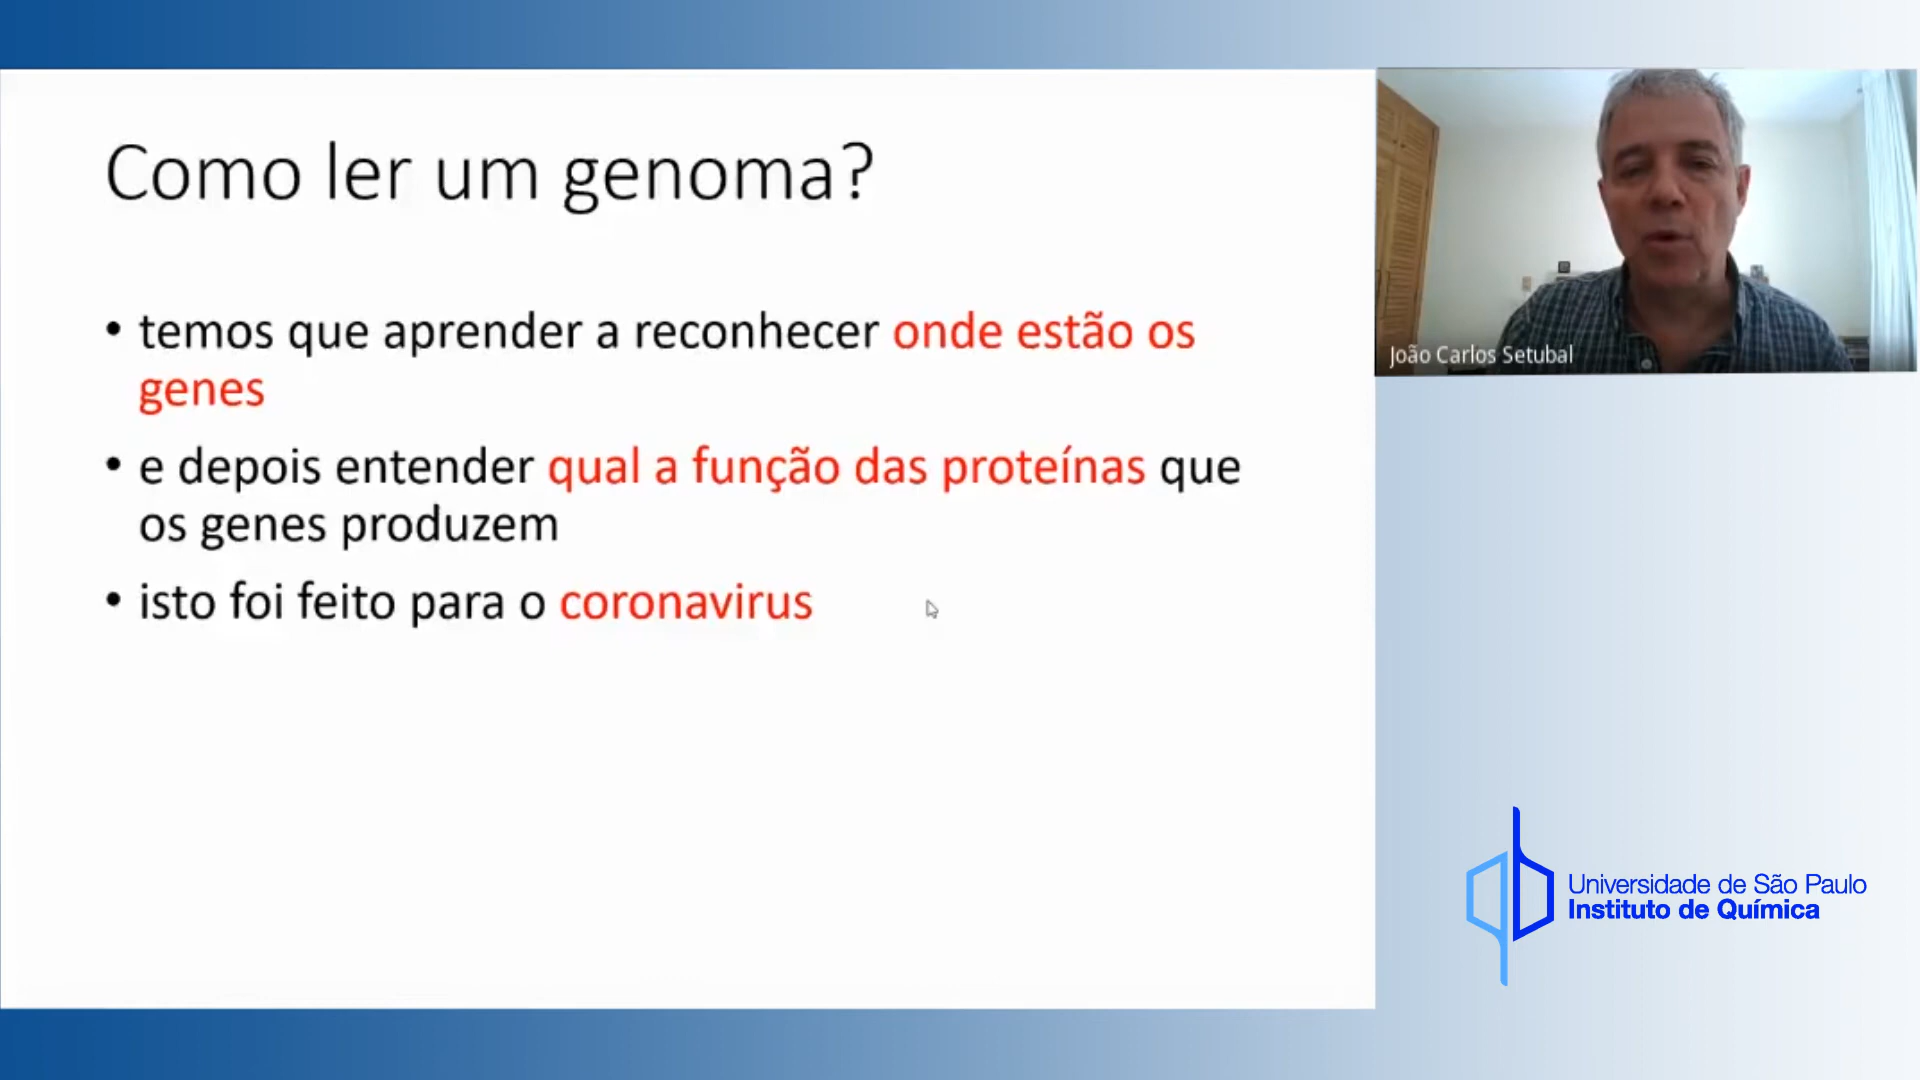 Como ler um genoma?
• temos que aprender a reconhecer onde estão os
genes
• e depois entender qual a função das proteínas que
os genes produzem
• isto foi feito para o coronavirus
João Carlos Setubal
Universidade de São Paulo
Instituto de Química